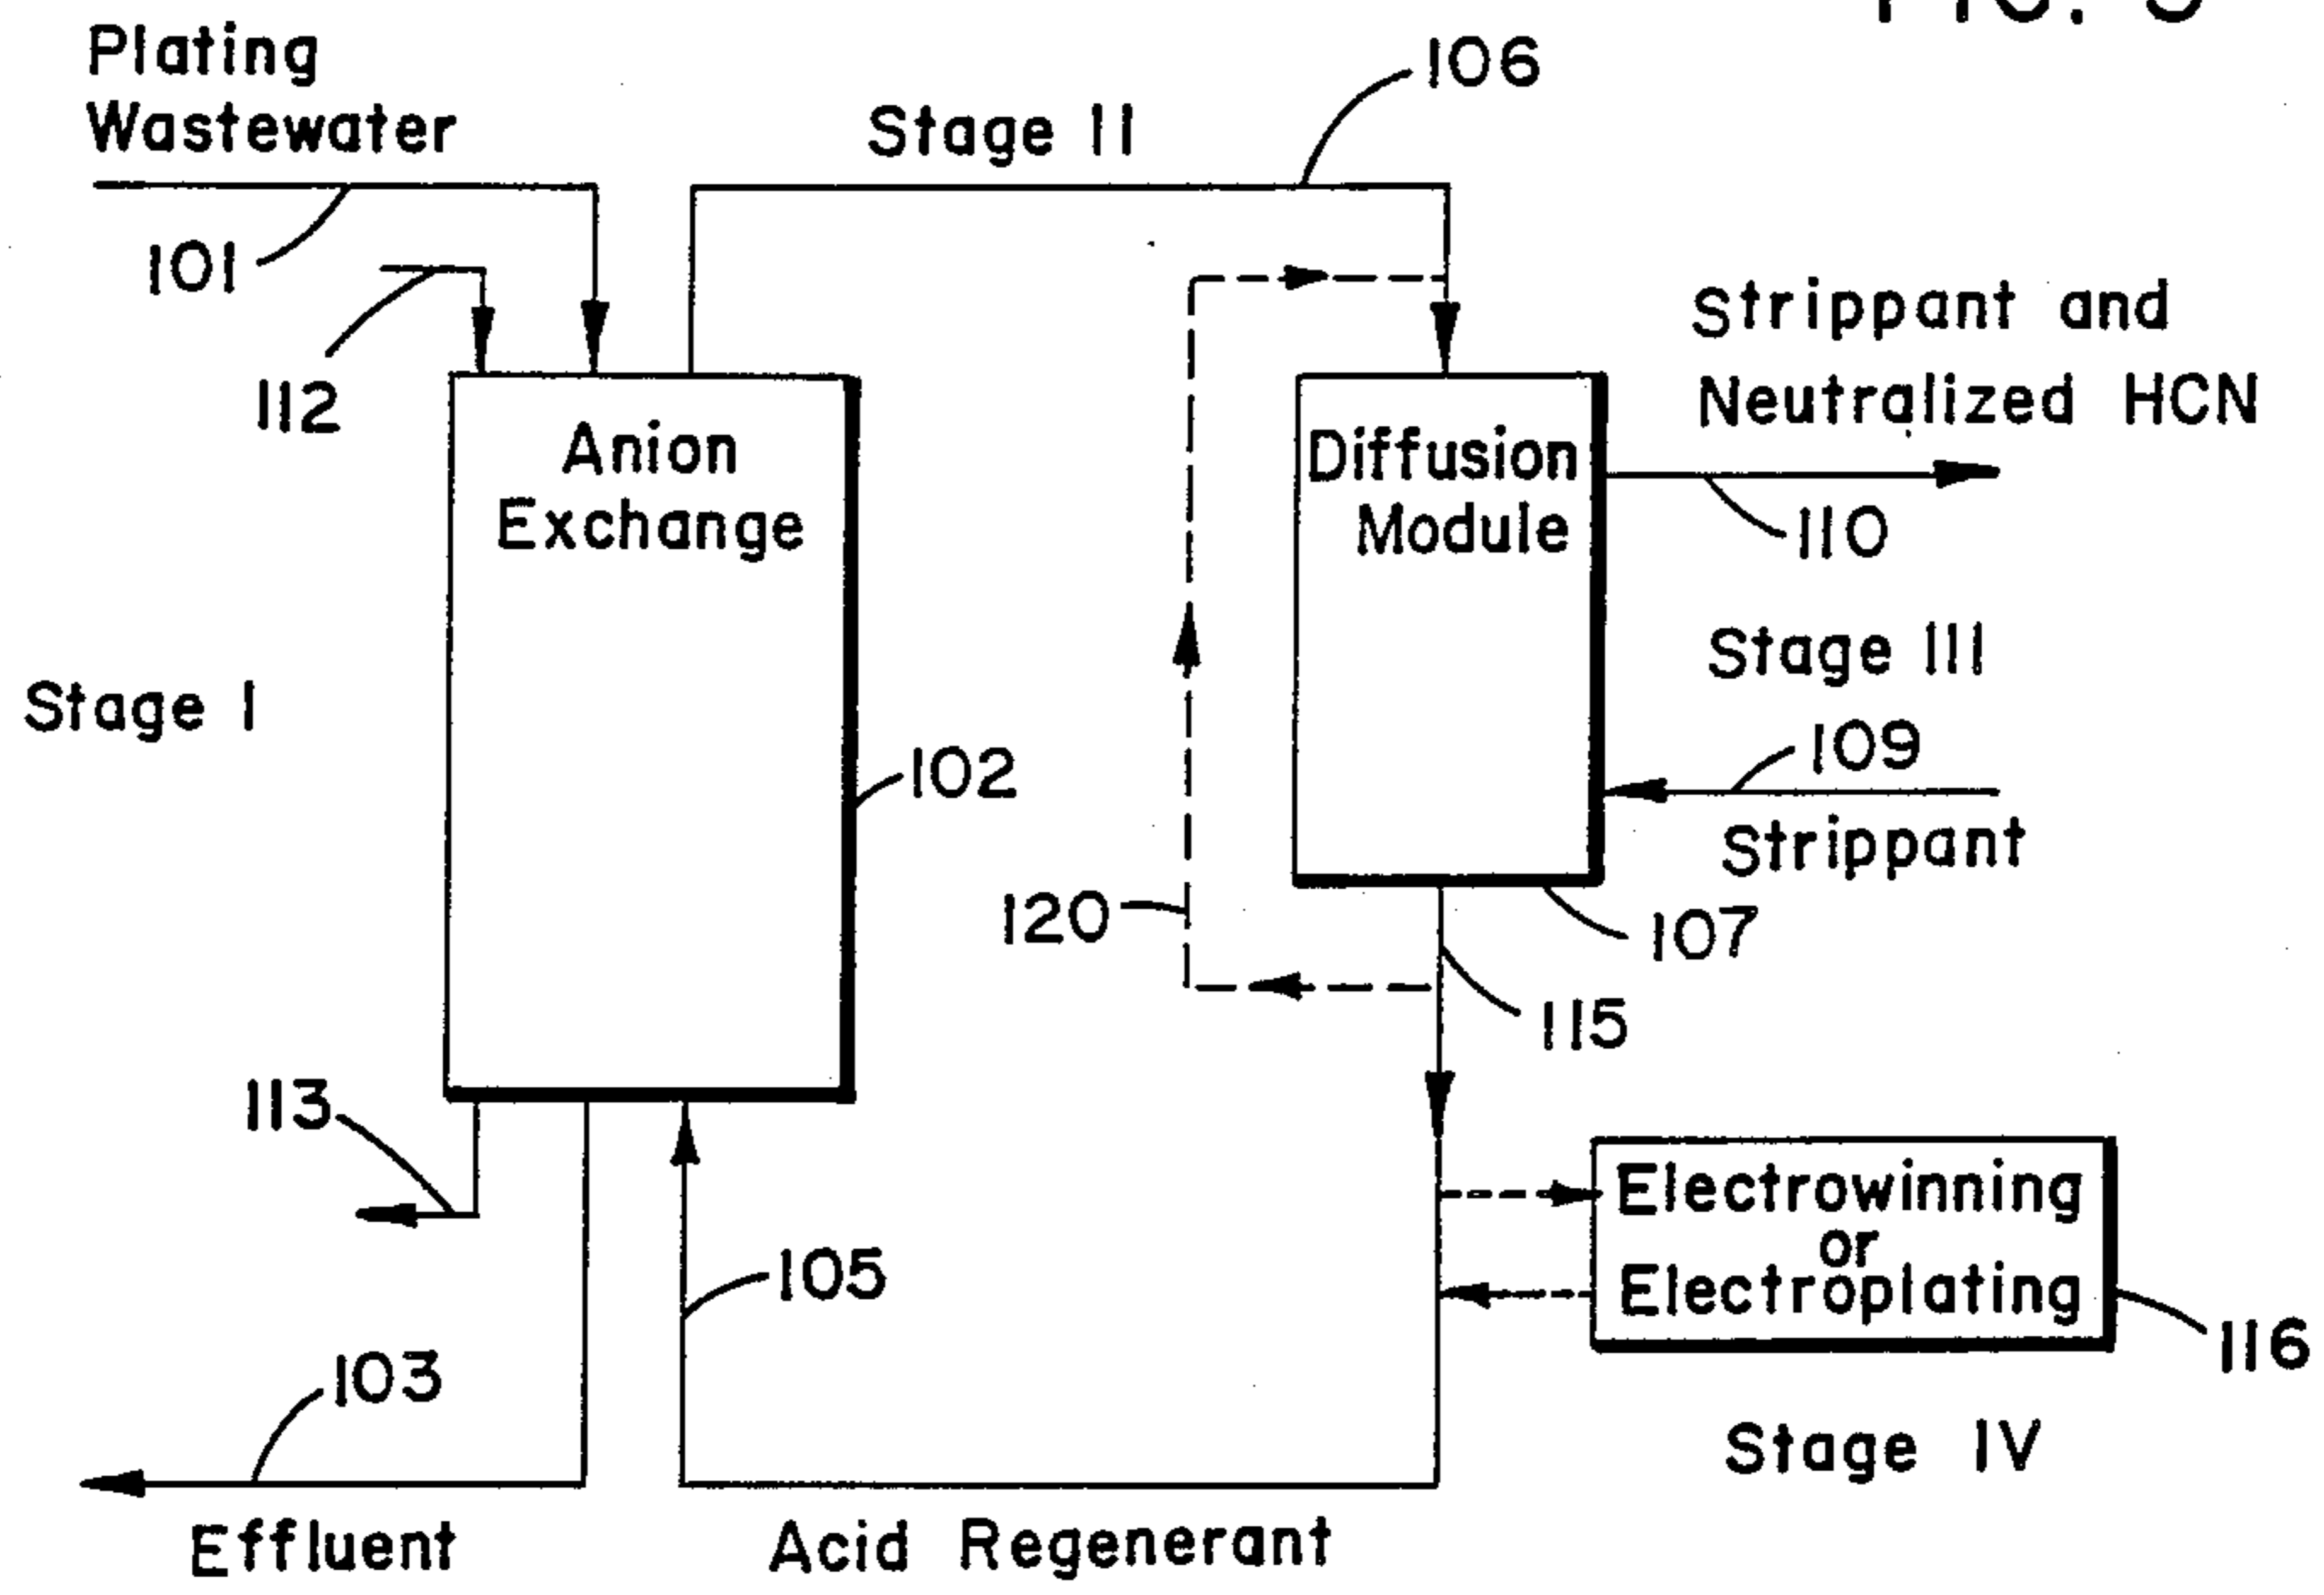 Plating
Wastewater
106
Stage II
101
112
Strippant and
Neutralized HCN
Anion
Exchange
Diffusion
Module
110
Stage III
Stage I
109
102
Strippant
120
107
115
113
Electrowinning
or
Electroplating
105
116
103
Stage IV
Effluent
Acid Regenerant